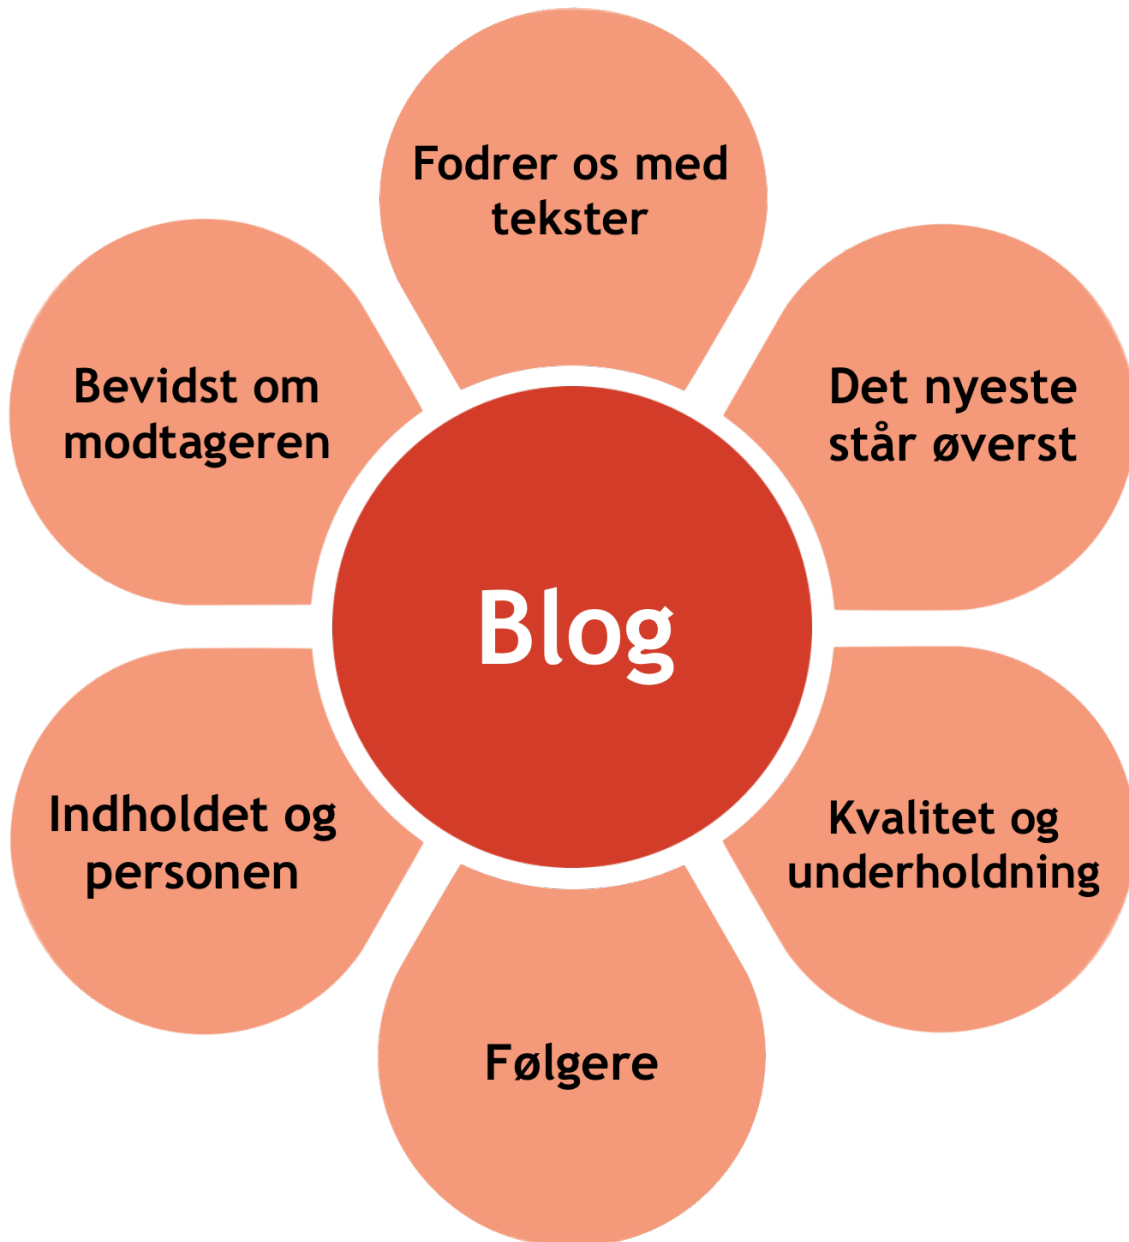 Fodrer os med
tekster
Bevidst om
modtageren
Det nyeste
står øverst
Blog
Indholdet og
personen
Kvalitet og
underholdning
Følgere